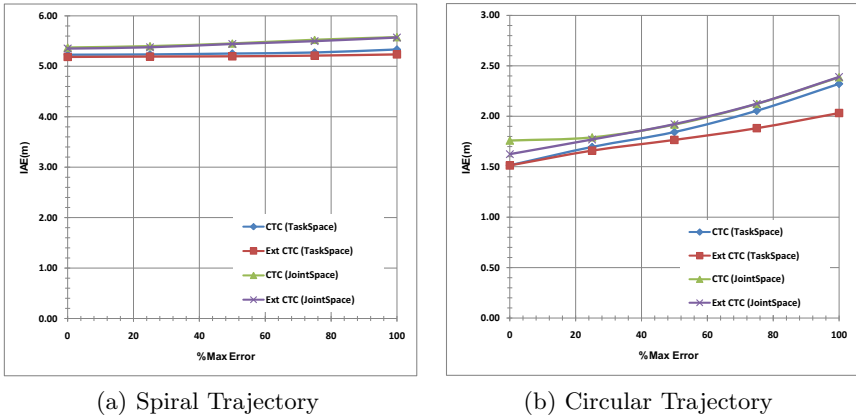 6.00
5.00
4.00
3.00
2.00
1.00
0.00
IAE(m)
0 20 40 60 80 100
%Max Error
CTC (TaskSpace)
Ext CTC (TaskSpace)
CTC (JointSpace)
Ext CTC (JointSpace)
(a) Spiral Trajectory
3.00
2.50
2.00
1.50
1.00
0.50
0.00
IAE(m)
0 20 40 60 80 100
%Max Error
CTC (TaskSpace)
Ext CTC (TaskSpace)
CTC (JointSpace)
Ext CTC (JointSpace)
(b) Circular Trajectory